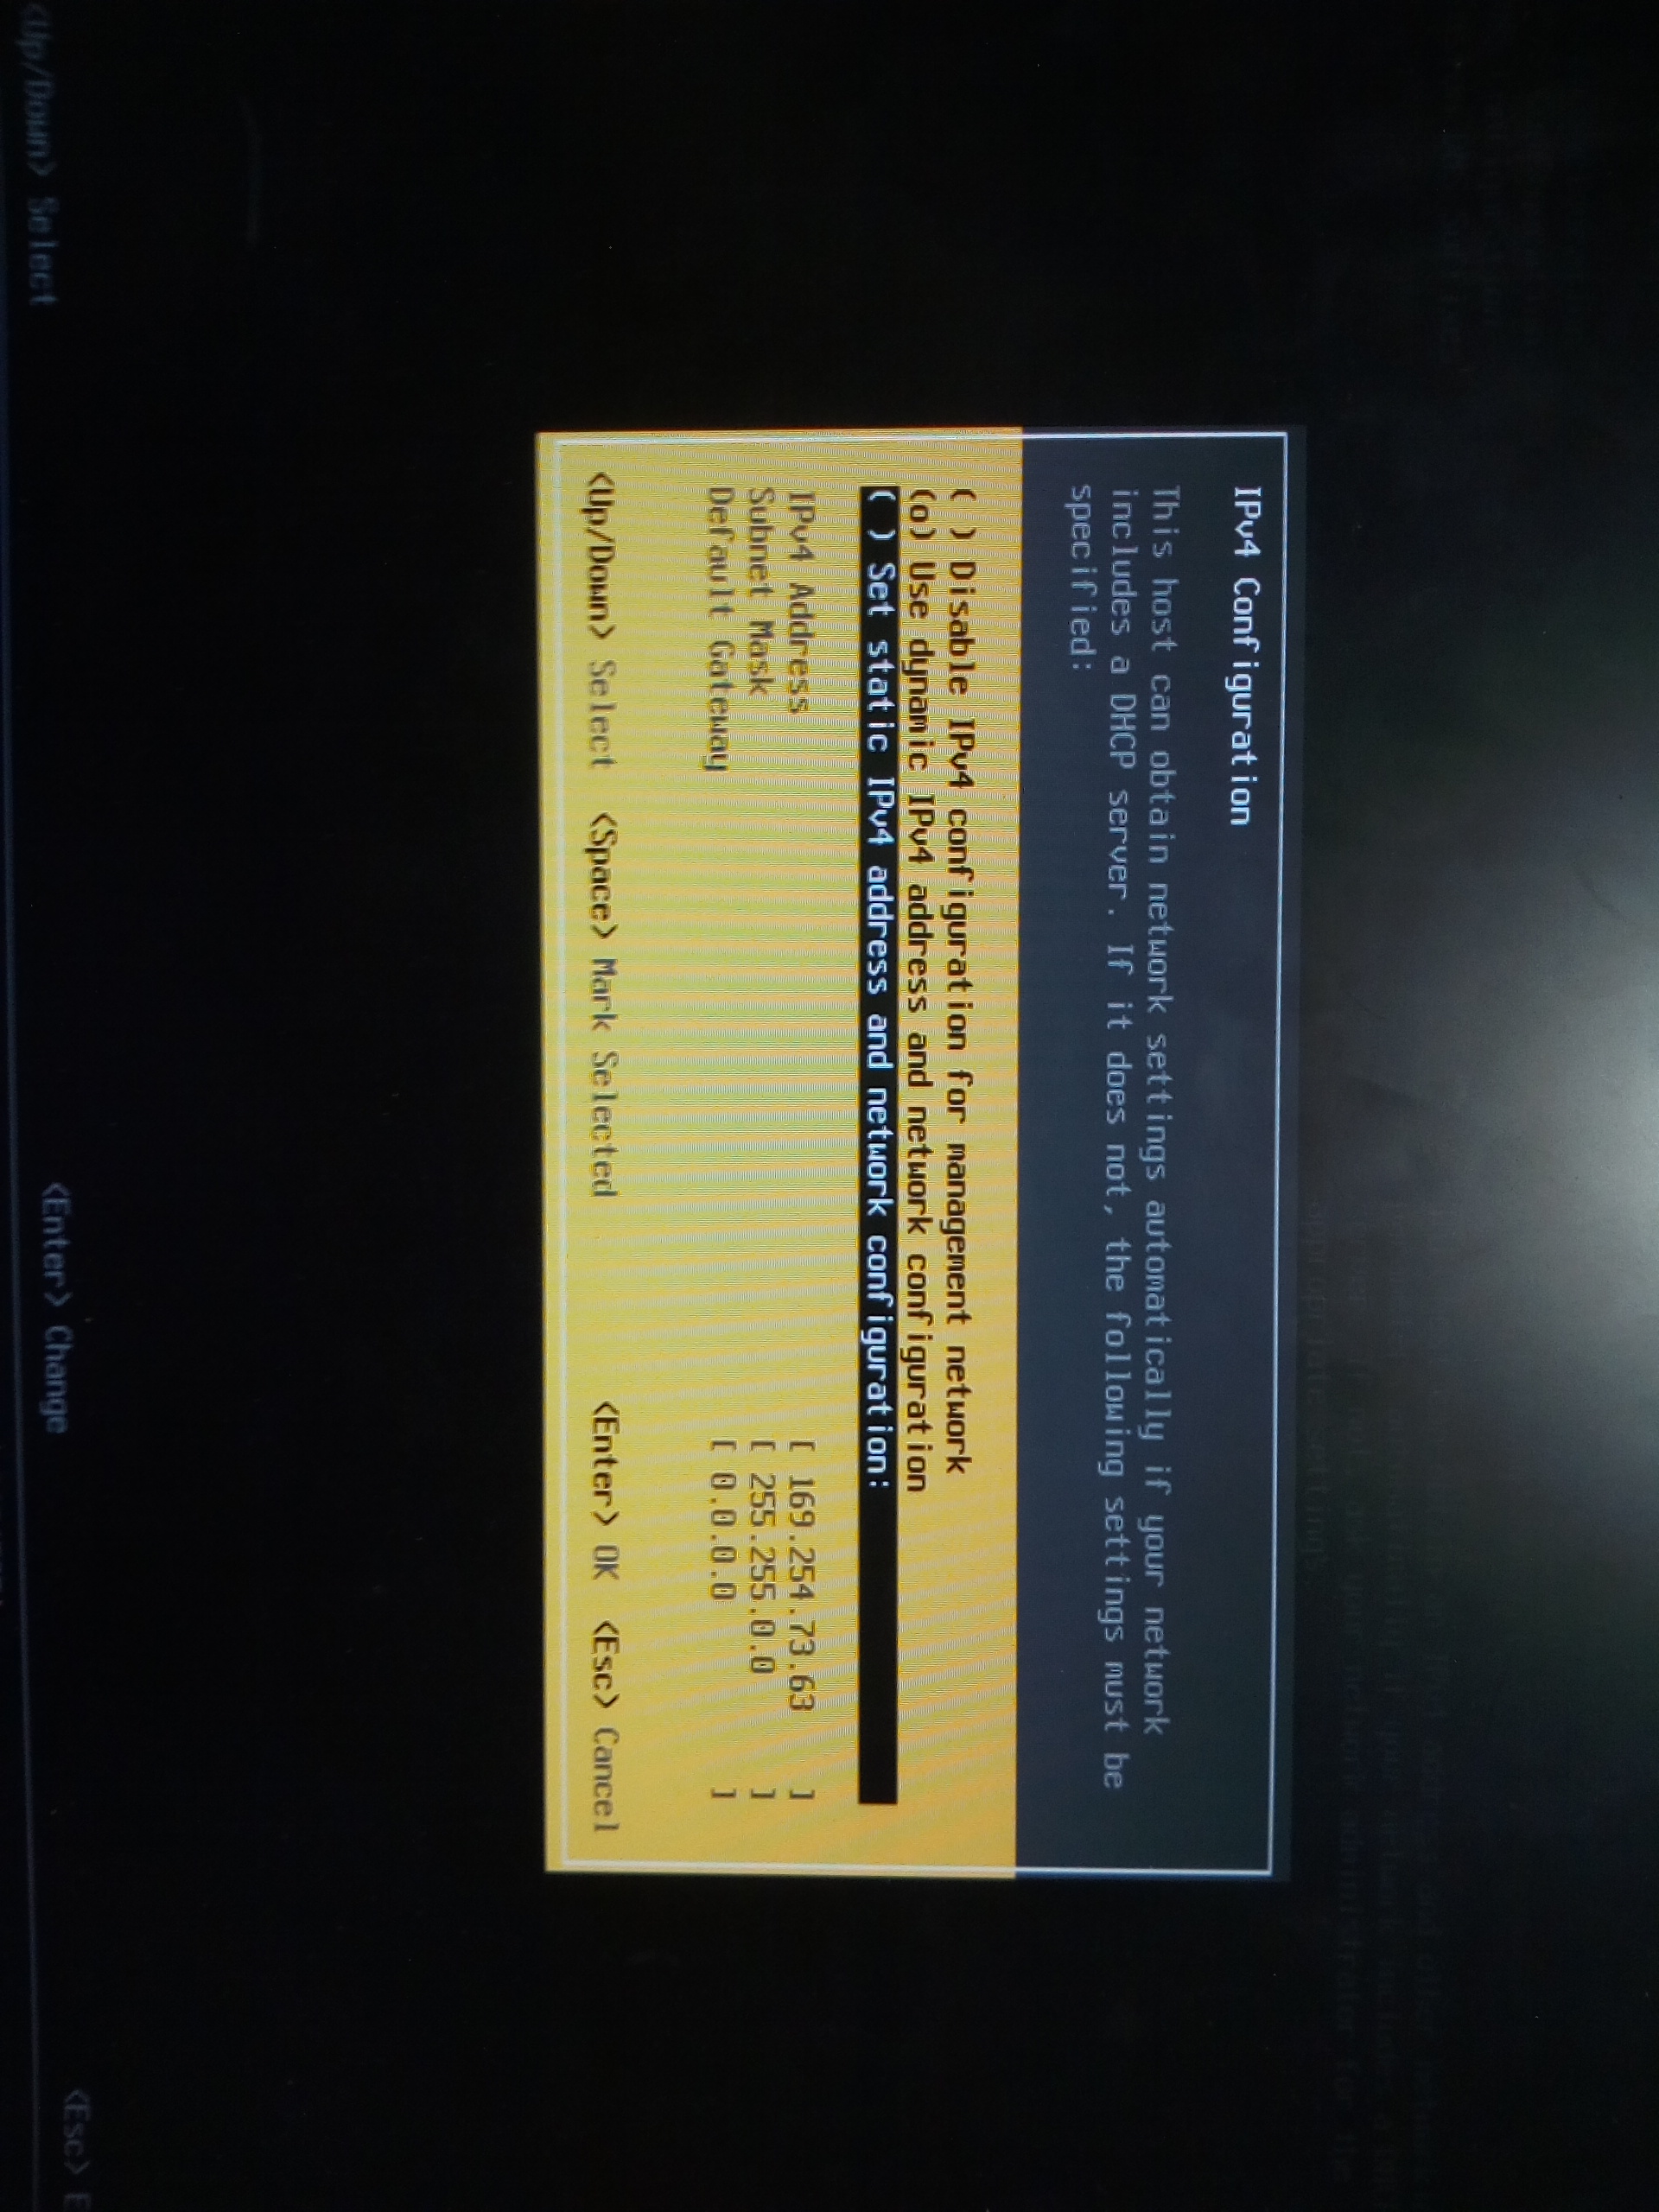 IPv4 Configuration
This host can obtain network settings automatically if your network
includes a DHCP server. If it does not, the following settings must be
specified:
( ) Disable IPv4 configuration for management network
(o) Use dynamic IPv4 address and network configuration
( ) Set static IPv4 address and network configuration:
IPv4 Address [ 169.254.73.63 ]
Subnet Mask [ 255.255.0.0 ]
Default Gateway [ 0.0.0.0 ]
<Up/Down> Select <Space> Mark Selected <Enter> OK <Esc> Cancel
<Up/Down> Select <Enter> Change <Esc> E